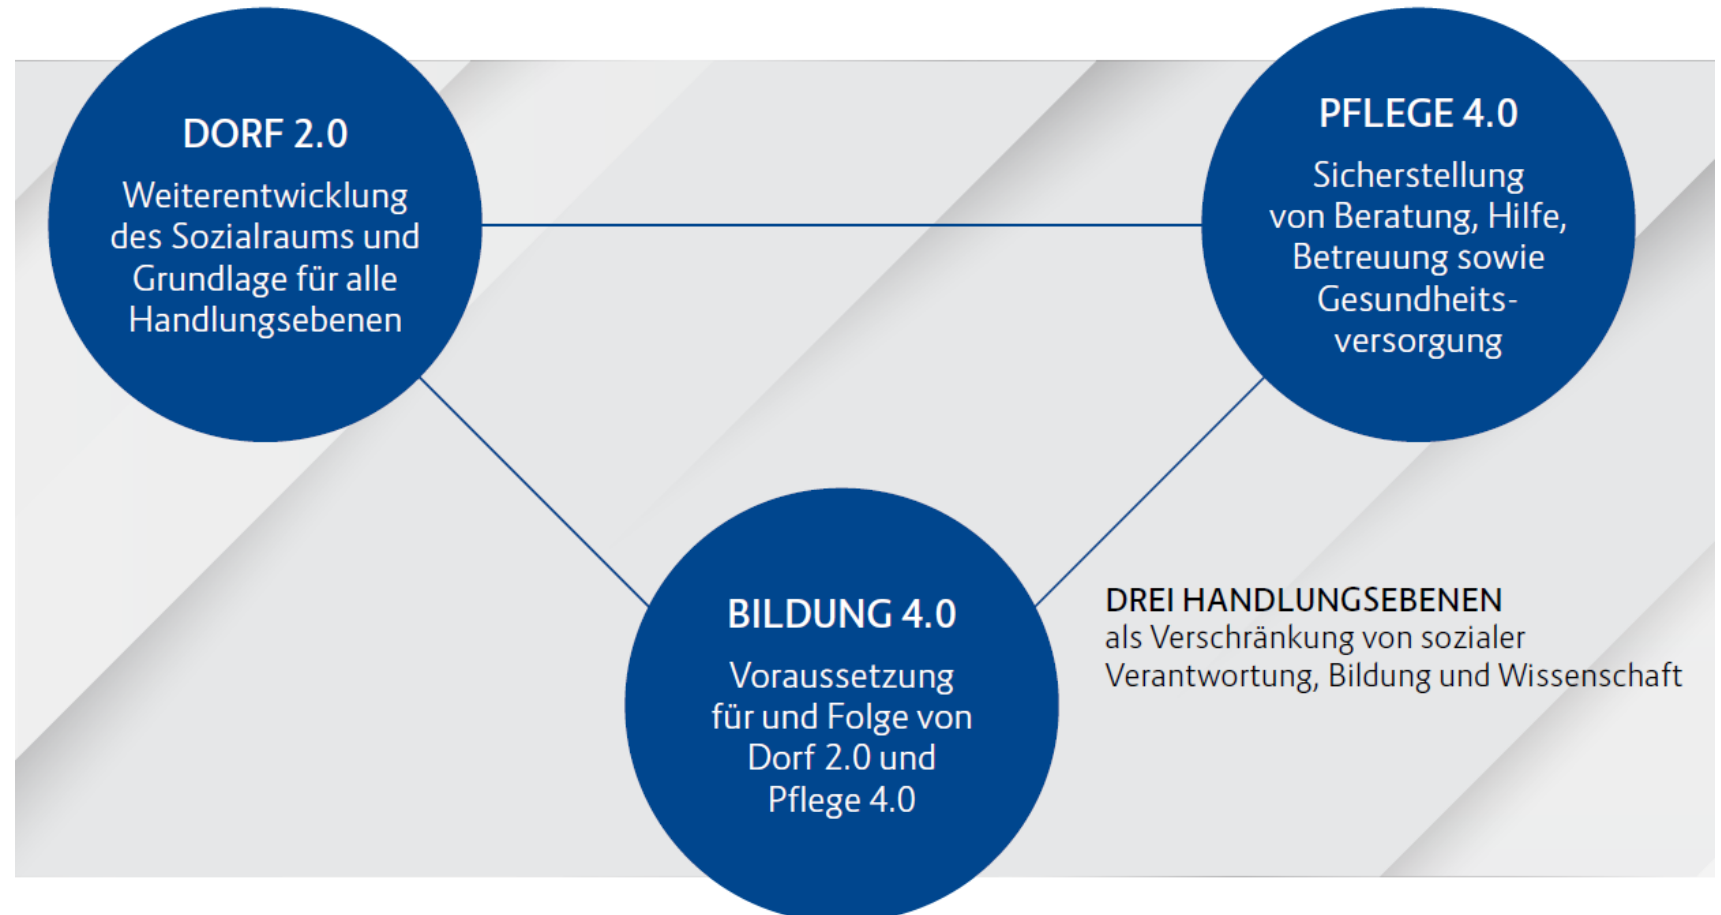 DORF 2.0
Weiterentwicklung
des Sozialraums und
Grundlage für alle
Handlungsebenen
PFLEGE 4.0
Sicherstellung
von Beratung, Hilfe,
Betreuung sowie
Gesundheits-
versorgung
BILDUNG 4.0
Voraussetzung
für und Folge von
Dorf 2.0 und
Pflege 4.0
DREI HANDLUNGSEBENEN
als Verschränkung von sozialer
Verantwortung, Bildung und Wissenschaft